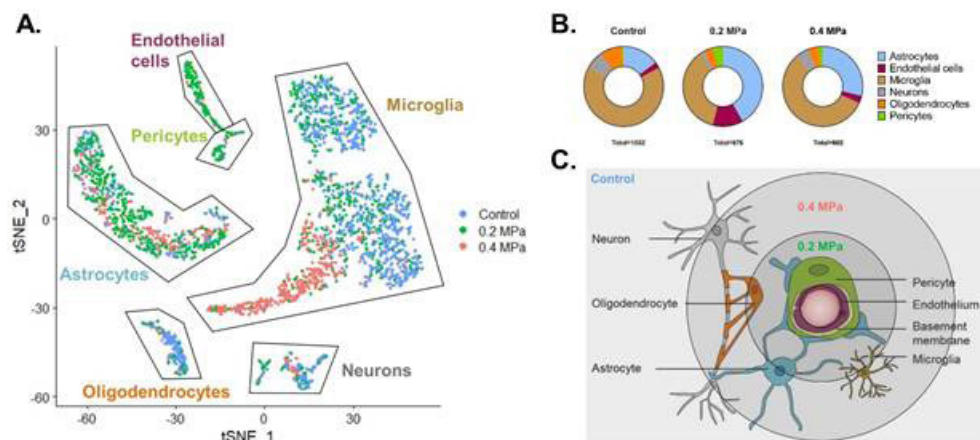 A.
Endothelial
cells
Pericytes
Microglia
Astrocytes
Oligodendrocytes
Neurons
30
0
-30
-60
tSNE_2
-60
-30
0
30
tSNE_1
Control
0.2 MPa
0.4 MPa
B.
Control
0.2 MPa
0.4 MPa
Astrocytes
Endothelial cells
Microglia
Neurons
Oligodendrocytes
Pericytes
C.
Control
0.4 MPa
0.2 MPa
Neuron
Oligodendrocyte
Astrocyte
Pericyte
Endothelium
Basement
membrane
Microglia